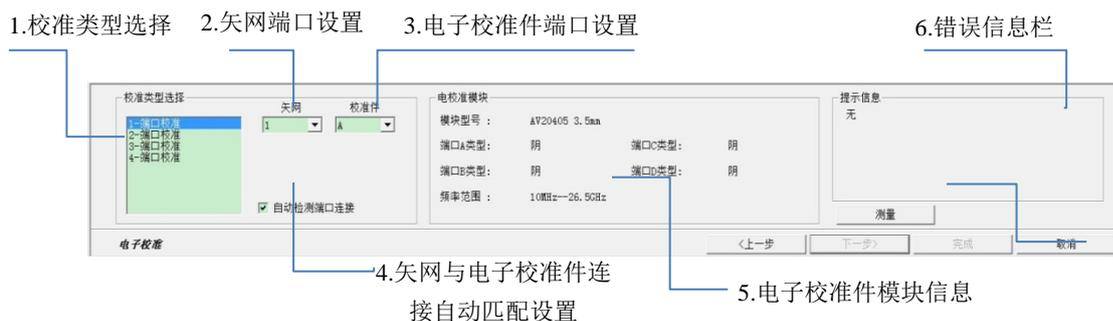 1.校准类型选择
2.矢网端口设置
3.电子校准件端口设置
6.错误信息栏
校准类型选择
矢网
校准件
1-端口校准
2-端口校准
3-端口校准
4-端口校准
1
A
自动检测端口连接
电校准模块
模块型号：
AV20405 3.5mm
端口A类型:
阴
端口C类型:
阴
端口B类型:
阴
端口D类型:
阴
频率范围：
10MHz--26.5GHz
提示信息
无
测量
电子校准
<上一步
下一步>
完成
取消
4.矢网与电子校准件连
接自动匹配设置
5.电子校准件模块信息